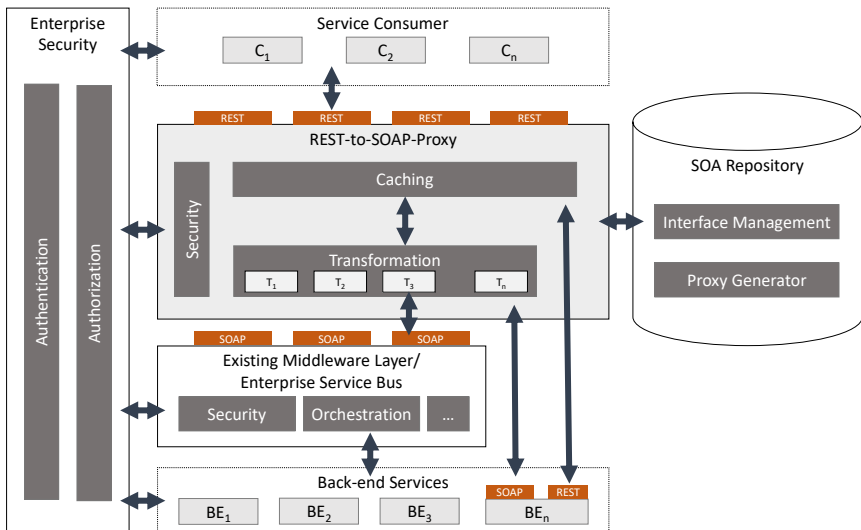 Enterprise
Security
Authentication
Authorization
Service Consumer
C1 C2 Cn
REST REST REST REST
REST-to-SOAP-Proxy
Security
Caching
Transformation
T1 T2 T3 Tn
SOA Repository
Interface Management
Proxy Generator
SOAP SOAP SOAP
Existing Middleware Layer/
Enterprise Service Bus
Security Orchestration ...
Back-end Services
SOAP REST
BE1 BE2 BE3 BEn